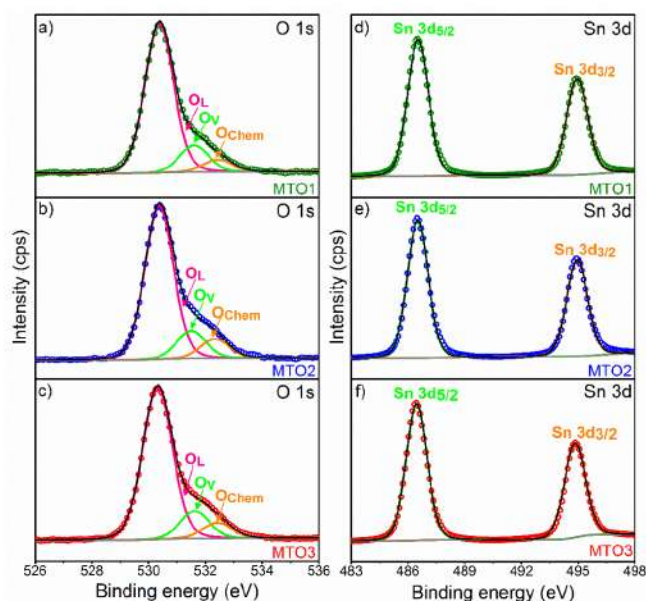 a) O 1s
OL
OV
OChem
MTO1
b) O 1s
OL
OV
OChem
MTO2
c) O 1s
OL
OV
OChem
MTO3
526 528 530 532 534 536
Binding energy (eV)
Intensity (cps)
d) Sn 3d
Sn 3d5/2
Sn 3d3/2
MTO1
e) Sn 3d
Sn 3d5/2
Sn 3d3/2
MTO2
f) Sn 3d
Sn 3d5/2
Sn 3d3/2
MTO3
483 486 489 492 495 498
Binding energy (eV)
Intensity (cps)